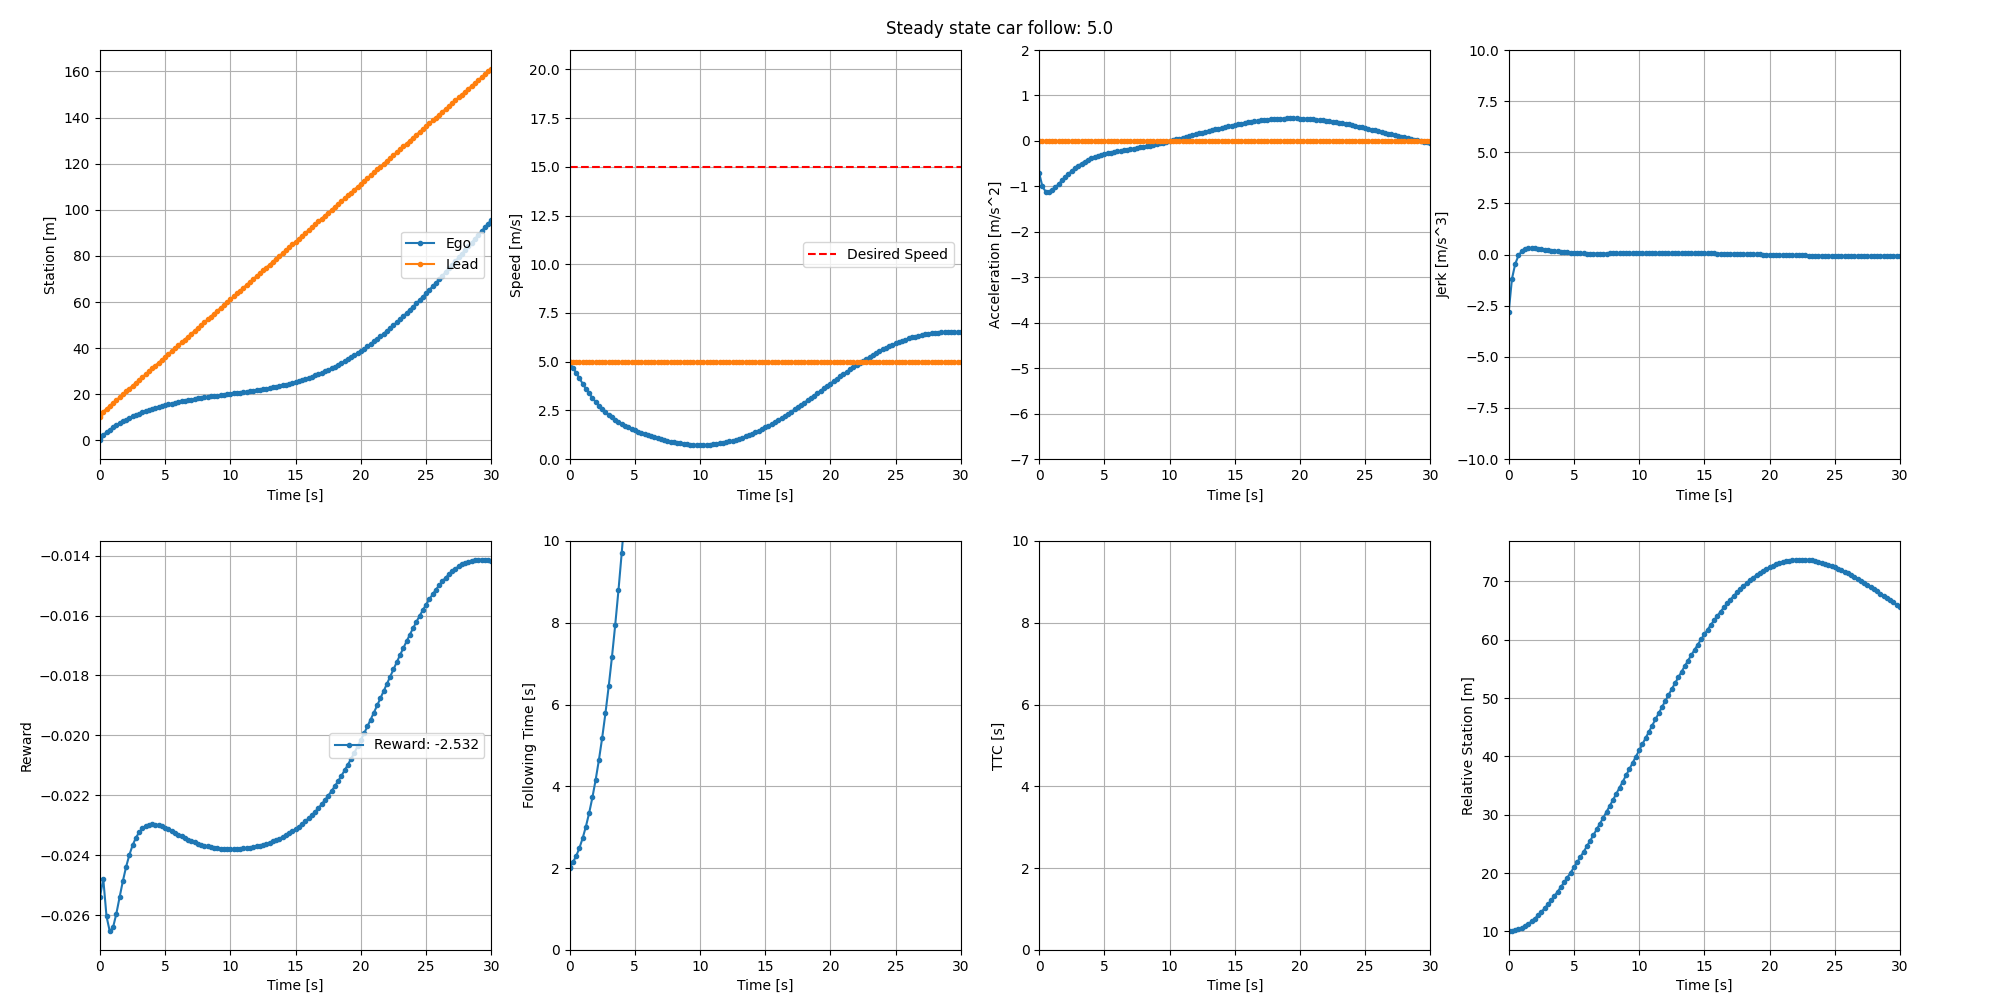 Steady state car follow: 5.0
160
140
120
100
80
60
40
20
0
Station [m]
Ego
Lead
0 5 10 15 20 25 30
Time [s]
20.0
17.5
15.0
12.5
10.0
7.5
5.0
2.5
0.0
Speed [m/s]
Desired Speed
0 5 10 15 20 25 30
Time [s]
2
1
0
−1
−2
−3
−4
−5
−6
−7
Acceleration [m/s^2]
0 5 10 15 20 25 30
Time [s]
10.0
7.5
5.0
2.5
0.0
−2.5
−5.0
−7.5
−10.0
Jerk [m/s^3]
0 5 10 15 20 25 30
Time [s]
−0.014
−0.016
−0.018
−0.020
−0.022
−0.024
−0.026
Reward
Reward: -2.532
0 5 10 15 20 25 30
Time [s]
10
8
6
4
2
0
Following Time [s]
0 5 10 15 20 25 30
Time [s]
10
8
6
4
2
0
TTC [s]
0 5 10 15 20 25 30
Time [s]
70
60
50
40
30
20
10
Relative Station [m]
0 5 10 15 20 25 30
Time [s]